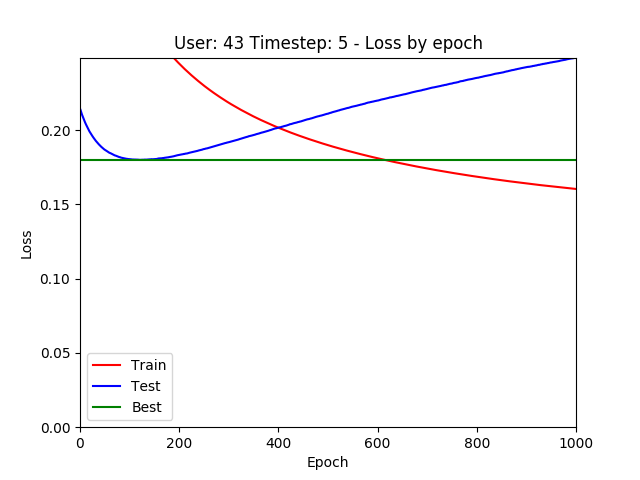 User: 43 Timestep: 5 - Loss by epoch
Loss
0.20
0.15
0.10
0.05
0.00
Train
Test
Best
0 200 400 600 800 1000
Epoch